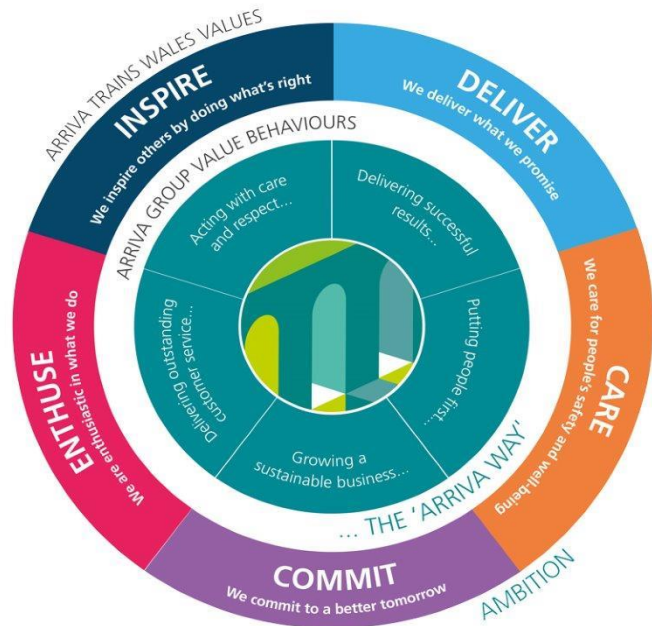 ARRIVA TRAINS WALES VALUES
INSPIRE
We inspire others by doing what's right
DELIVER
We deliver what we promise
CARE
We care for people's safety and well-being
COMMIT
We commit to a better tomorrow
ENTHUSE
We are enthusiastic in what we do
ARRIVA GROUP VALUE BEHAVIOURS
Acting with care
and respect...
Delivering successful
results...
Putting people first...
Growing a
sustainable business...
Delivering outstanding
customer service...
... THE 'ARRIVA WAY'
AMBITION